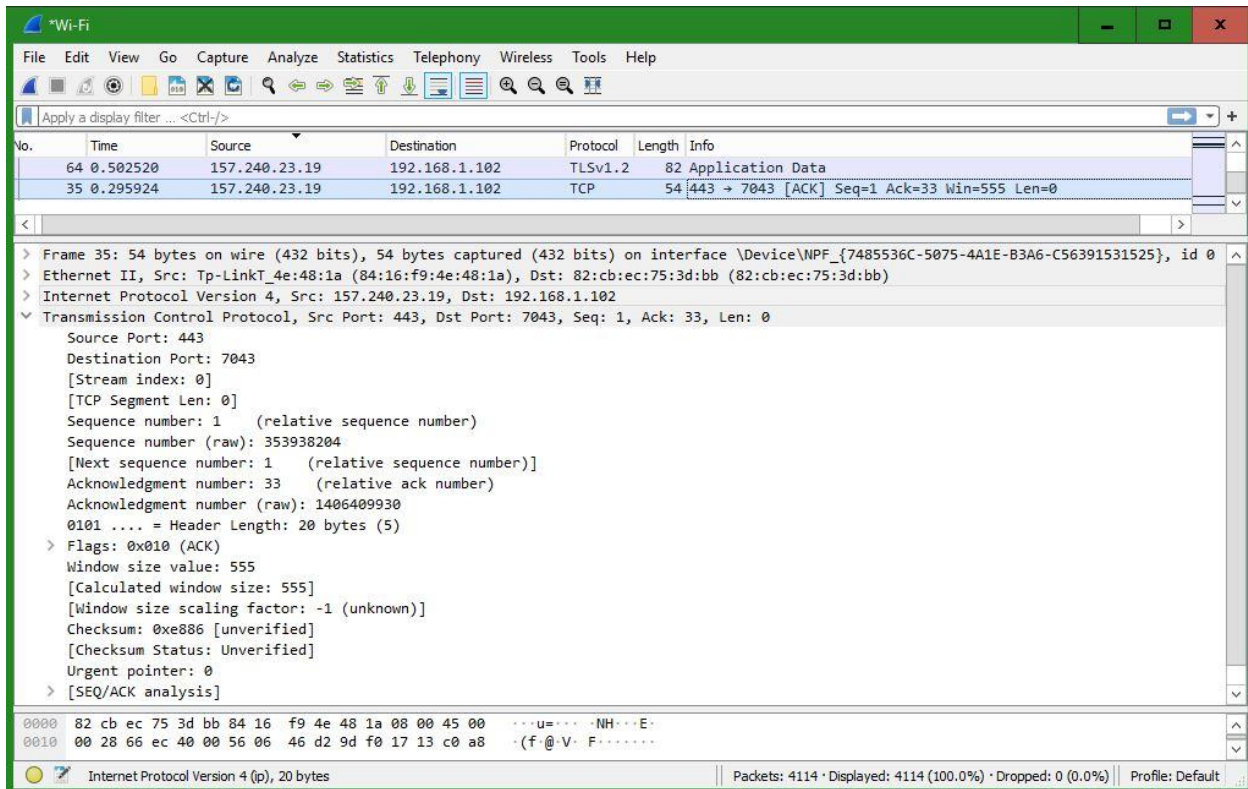 *Wi-Fi
File Edit View Go Capture Analyze Statistics Telephony Wireless Tools Help
Apply a display filter ... <Ctrl-/>
No. Time Source Destination Protocol Length Info
64 0.502520 157.240.23.19 192.168.1.102 TLSv1.2 82 Application Data
35 0.295924 157.240.23.19 192.168.1.102 TCP 54 443 → 7043 [ACK] Seq=1 Ack=33 Win=555 Len=0
> Frame 35: 54 bytes on wire (432 bits), 54 bytes captured (432 bits) on interface \Device\NPF_{7485536C-5075-4A1E-B3A6-C56391531525}, id 0
> Ethernet II, Src: Tp-LinkT_4e:48:1a (84:16:f9:4e:48:1a), Dst: 82:cb:ec:75:3d:bb (82:cb:ec:75:3d:bb)
> Internet Protocol Version 4, Src: 157.240.23.19, Dst: 192.168.1.102
Transmission Control Protocol, Src Port: 443, Dst Port: 7043, Seq: 1, Ack: 33, Len: 0
Source Port: 443
Destination Port: 7043
[Stream index: 0]
[TCP Segment Len: 0]
Sequence number: 1 (relative sequence number)
Sequence number (raw): 353938204
[Next sequence number: 1 (relative sequence number)]
Acknowledgment number: 33 (relative ack number)
Acknowledgment number (raw): 1406409930
0101 .... = Header Length: 20 bytes (5)
> Flags: 0x010 (ACK)
Window size value: 555
[Calculated window size: 555]
[Window size scaling factor: -1 (unknown)]
Checksum: 0xe886 [unverified]
[Checksum Status: Unverified]
Urgent pointer: 0
> [SEQ/ACK analysis]
0000 82 cb ec 75 3d bb 84 16 f9 4e 48 1a 08 00 45 00 ···u=··· ·NH···E·
0010 00 28 66 ec 40 00 56 06 46 d2 9d f0 17 13 c0 a8 ·(f·@·V· F·······
Internet Protocol Version 4 (ip), 20 bytes Packets: 4114 · Displayed: 4114 (100.0%) · Dropped: 0 (0.0%) Profile: Default